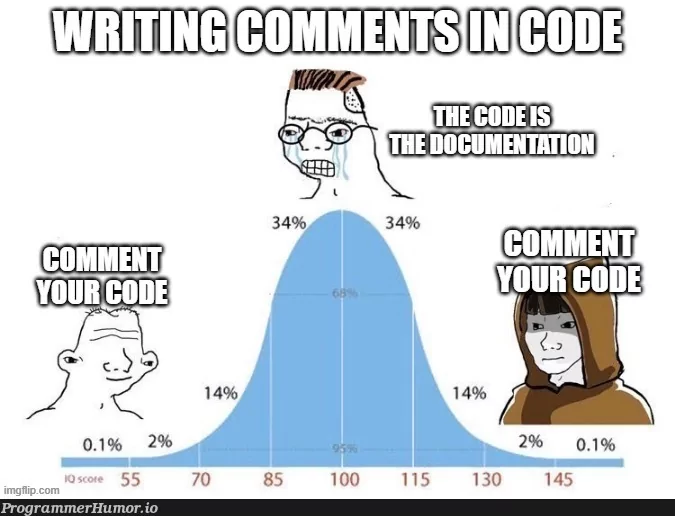 WRITING COMMENTS IN CODE
THE CODE IS
THE DOCUMENTATION
34%
34%
COMMENT
YOUR CODE
COMMENT
YOUR CODE
68%
14%
14%
0.1%
2%
95%
2%
0.1%
IQ score
55
70
85
100
115
130
145
imgflip.com
ProgrammerHumor.io